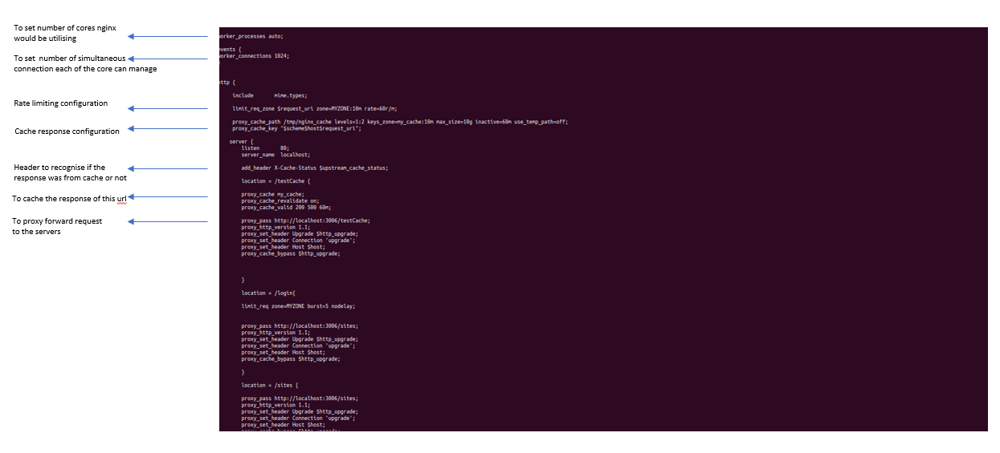 To set number of cores nginx
would be utilising
To set number of simultaneous
connection each of the core can manage
Rate limiting configuration
Cache response configuration
Header to recognise if the
response was from cache or not
To cache the response of this url
To proxy forward request
to the servers
orker_processes auto;
vents {
worker_connections 1024;
ttp {
include mime.types;
limit_req_zone $request_uri zone=MYZONE:10m rate=60r/m;
proxy_cache_path /tmp/nginx_cache levels=1:2 keys_zone=my_cache:10m max_size=10g inactive=60m use_temp_path=off;
proxy_cache_key "$scheme$host$request_uri";
server {
listen 80;
server_name localhost;
add_header X-Cache-Status $upstream_cache_status;
location = /testCache {
proxy_cache my_cache;
proxy_cache_revalidate on;
proxy_cache_valid 200 500 60m;
proxy_pass http://localhost:3006/testCache;
proxy_http_version 1.1;
proxy_set_header Upgrade $http_upgrade;
proxy_set_header Connection 'upgrade';
proxy_set_header Host $host;
proxy_cache_bypass $http_upgrade;
}
location = /login{
limit_req zone=MYZONE burst=5 nodelay;
proxy_pass http://localhost:3006/sites;
proxy_http_version 1.1;
proxy_set_header Upgrade $http_upgrade;
proxy_set_header Connection 'upgrade';
proxy_set_header Host $host;
proxy_cache_bypass $http_upgrade;
}
location = /sites {
proxy_pass http://localhost:3006/sites;
proxy_http_version 1.1;
proxy_set_header Upgrade $http_upgrade;
proxy_set_header Connection 'upgrade';
proxy_set_header Host $host;